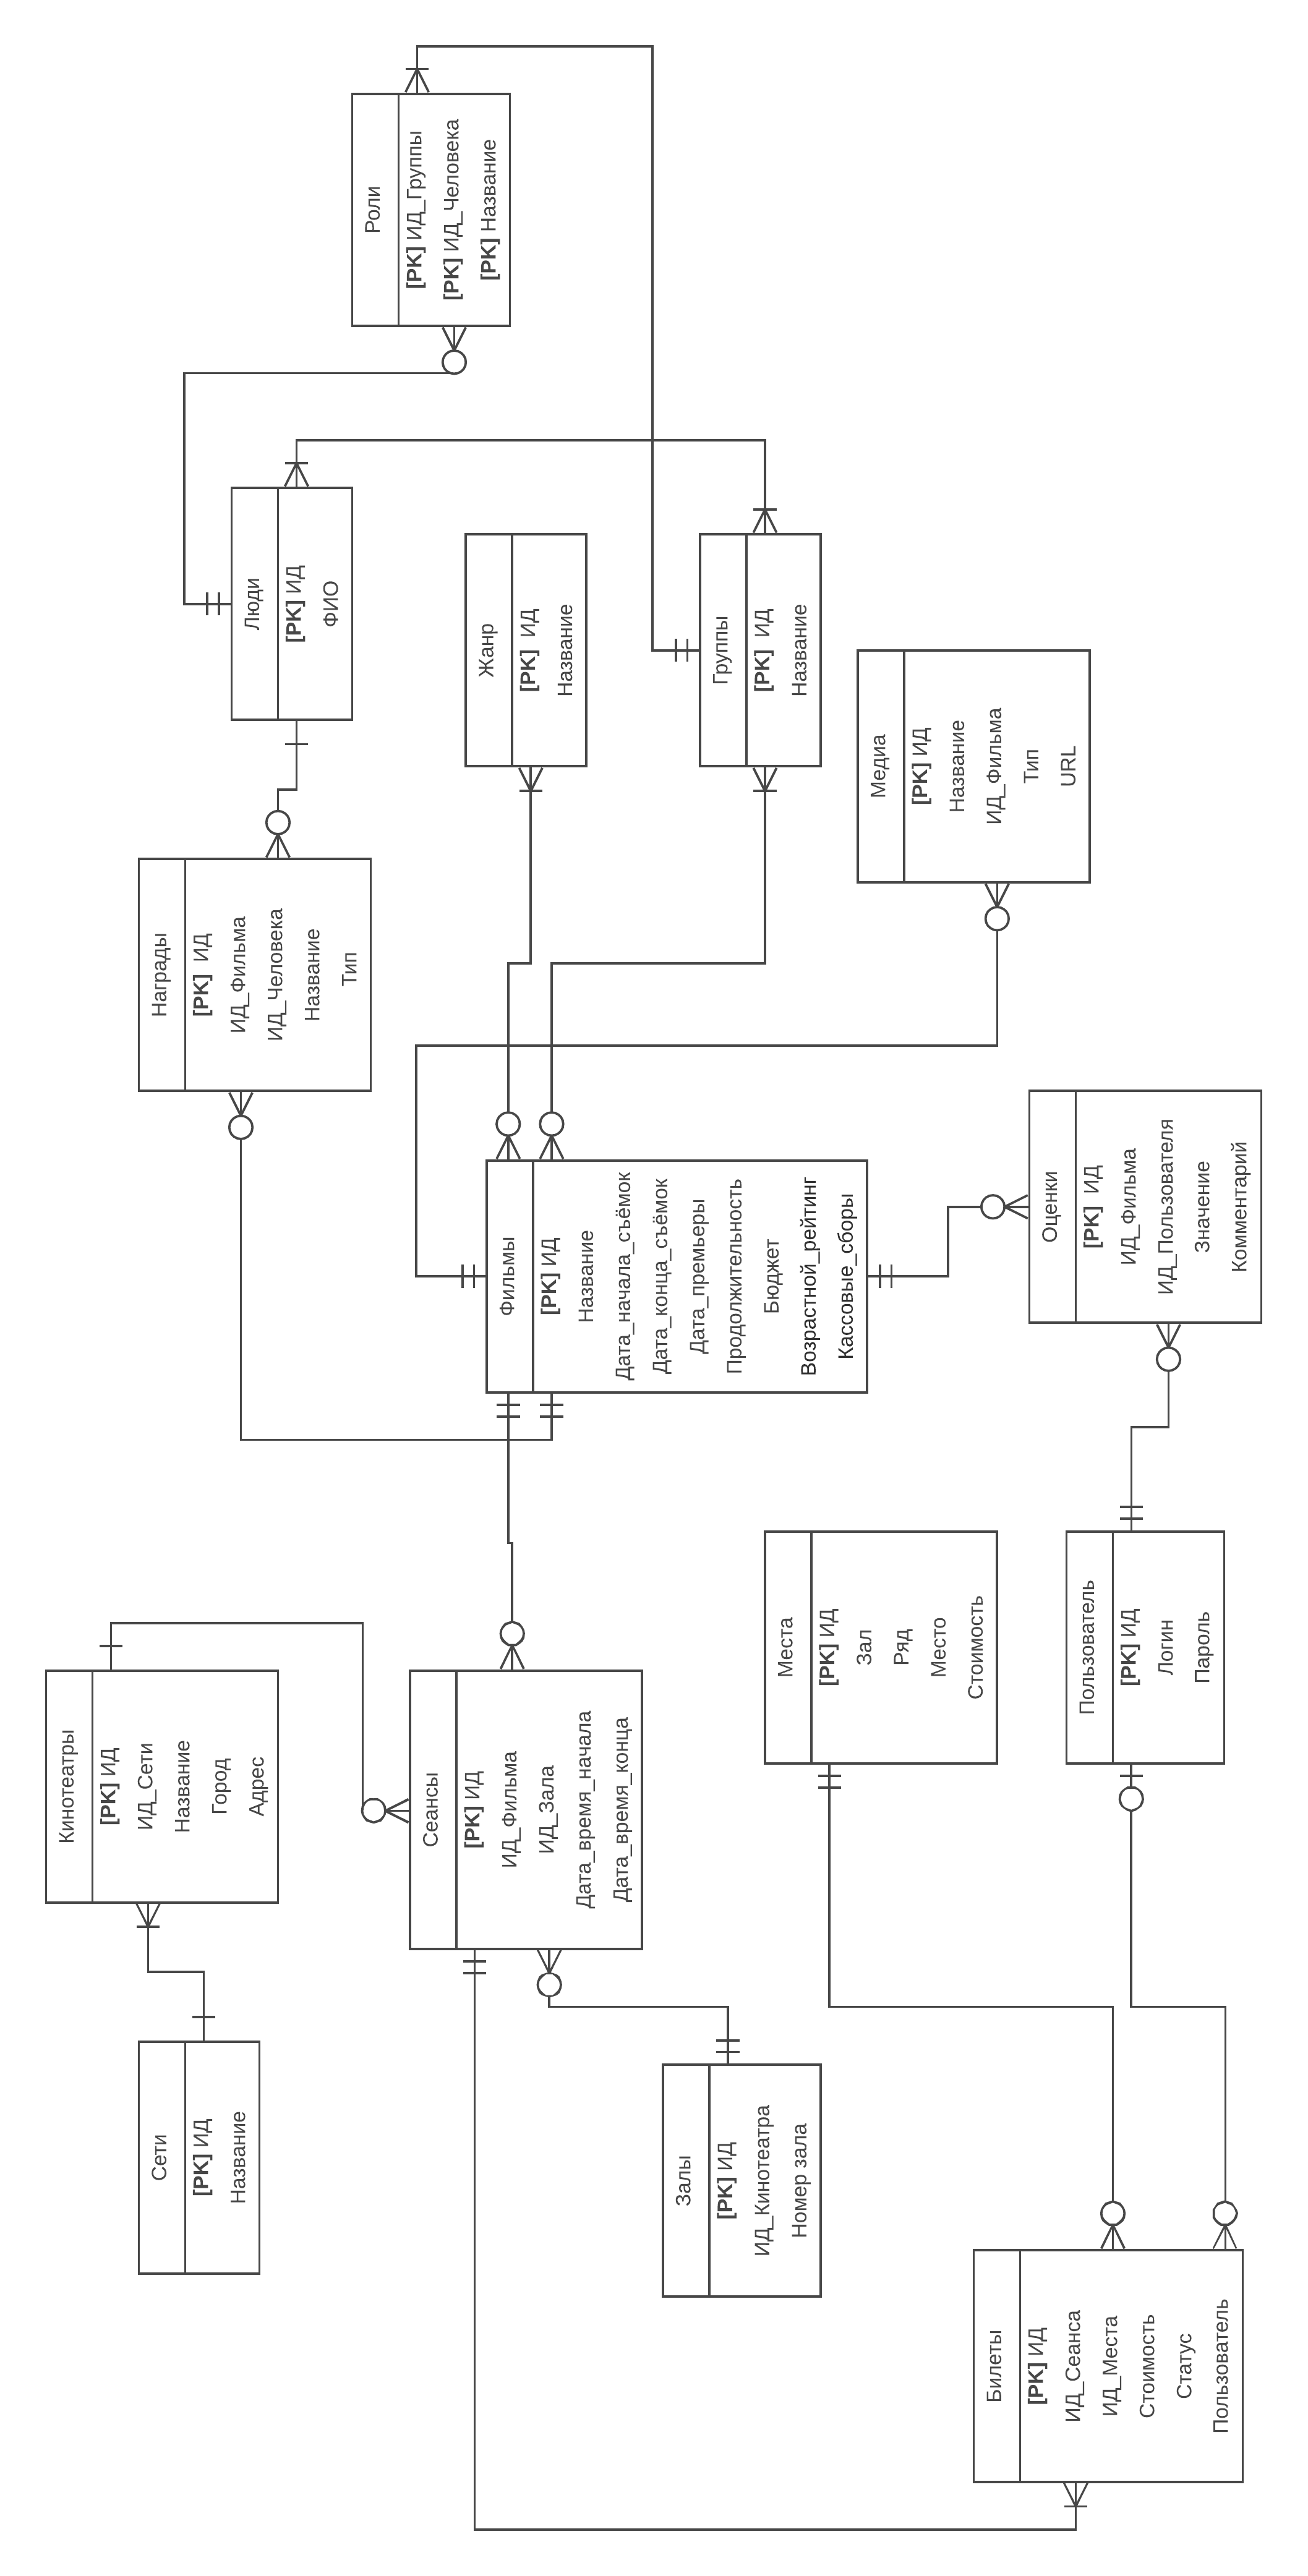 Сети
[PK] ИД
Название
Кинотеатры
[PK] ИД
ИД_Сети
Название
Город
Адрес
Награды
[PK] ИД
ИД_Фильма
ИД_Человека
Название
Тип
Люди
[PK] ИД
ФИО
Роли
[PK] ИД_Группы
[PK] ИД_Человека
[PK] Название
Сеансы
[PK] ИД
ИД_Фильма
ИД_Зала
Дата_время_начала
Дата_время_конца
Фильмы
[PK] ИД
Название
Дата_начала_съёмок
Дата_конца_съёмок
Дата_премьеры
Продолжительность
Бюджет
Возрастной_рейтинг
Кассовые_сборы
Жанр
[PK] ИД
Название
Группы
[PK] ИД
Название
Залы
[PK] ИД
ИД_Кинотеатра
Номер зала
Места
[PK] ИД
Зал
Ряд
Место
Стоимость
Медиа
[PK] ИД
Название
ИД_Фильма
Тип
URL
Билеты
[PK] ИД
ИД_Сеанса
ИД_Места
Стоимость
Статус
Пользователь
Пользователь
[PK] ИД
Логин
Пароль
Оценки
[PK] ИД
ИД_Фильма
ИД_Пользователя
Значение
Комментарий